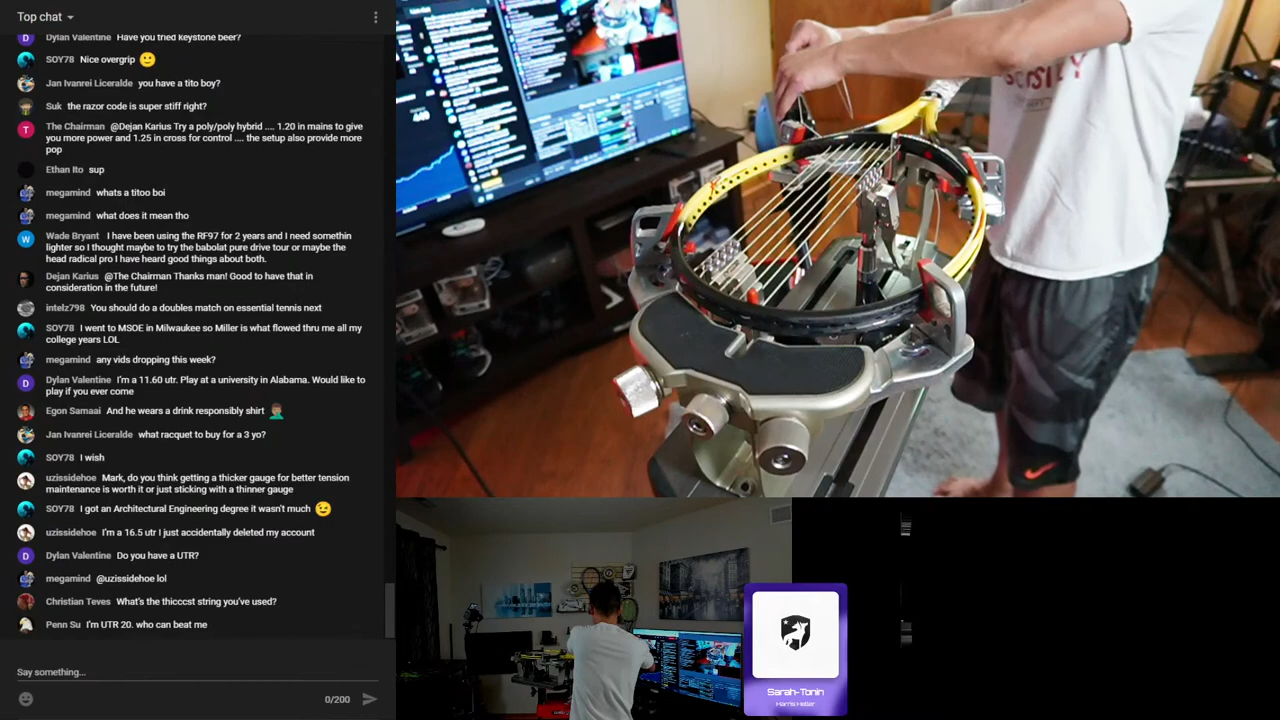 Top chat
Dylan Valentine Have you tried keystone beer?
SOY78 Nice overgrip
Jan Ivanrei Liceralde you have a tito boy?
Suk the razor code is super stiff right?
The Chairman @Dejan Karius Try a poly/poly hybrid .... 1.20 in mains to give
you more power and 1.25 in cross for control .... the setup also provide more
pop
Ethan Ito sup
megamind whats a titoo boi
megamind what does it mean tho
Wade Bryant I have been using the RF97 for 2 years and I need somethin
lighter so I thought maybe to try the babolat pure drive tour or maybe the
head radical pro I have heard good things about both.
Dejan Karius @The Chairman Thanks man! Good to have that in
consideration in the future!
intelz798 You should do a doubles match on essential tennis next
SOY78 I went to MSOE in Milwaukee so Miller is what flowed thru me all my
college years LOL
megamind any vids dropping this week?
Dylan Valentine I'm a 11.60 utr. Play at a university in Alabama. Would like to
play if you ever come
Egon Samaai And he wears a drink responsibly shirt
Jan Ivanrei Liceralde what racquet to buy for a 3 yo?
SOY78 I wish
uzissidehoe Mark, do you think getting a thicker gauge for better tension
maintenance is worth it or just sticking with a thinner gauge
SOY78 I got an Architectural Engineering degree it wasn't much
uzissidehoe I'm a 16.5 utr I just accidentally deleted my account
Dylan Valentine Do you have a UTR?
megamind @uzissidehoe lol
Christian Teves What's the thicccst string you've used?
Penn Su I'm UTR 20. who can beat me
Say something...
0/200
Sarah-Tonin
Harris Heller